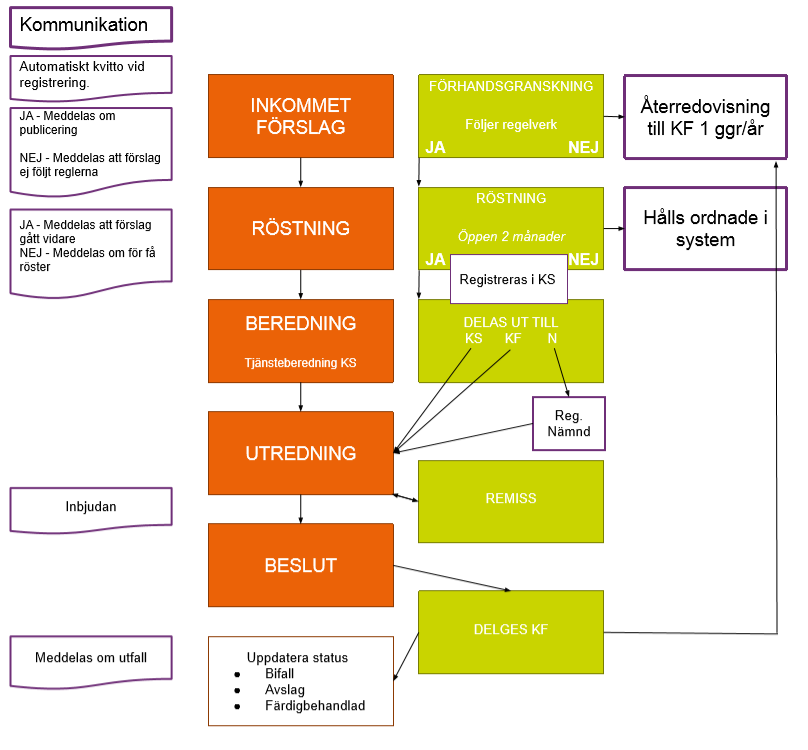 Kommunikation
Automatiskt kvitto vid
registrering.
JA - Meddelas om
publicering
NEJ - Meddelas att förslag
ej följt reglerna
JA - Meddelas att förslag
gått vidare
NEJ - Meddelas om för få
röster
Inbjudan
Meddelas om utfall
INKOMMET
FÖRSLAG
RÖSTNING
BEREDNING
Tjänsteberedning KS
UTREDNING
BESLUT
Uppdatera status
● Bifall
● Avslag
● Färdigbehandlad
FÖRHANDSGRANSKNING
Följer regelverk
JA NEJ
RÖSTNING
Öppen 2 månader
JA NEJ
Registreras i KS
DELAS UT TILL
KS KF N
Reg.
Nämnd
REMISS
DELGES KF
Återredovisning
till KF 1 ggr/år
Hålls ordnade i
system